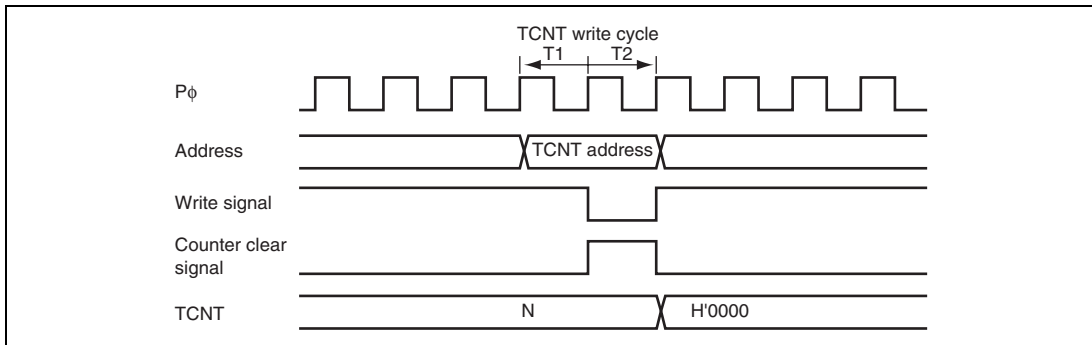 TCNT write cycle
T1 T2
Pϕ
Address
TCNT address
Write signal
Counter clear
signal
TCNT
N
H'0000